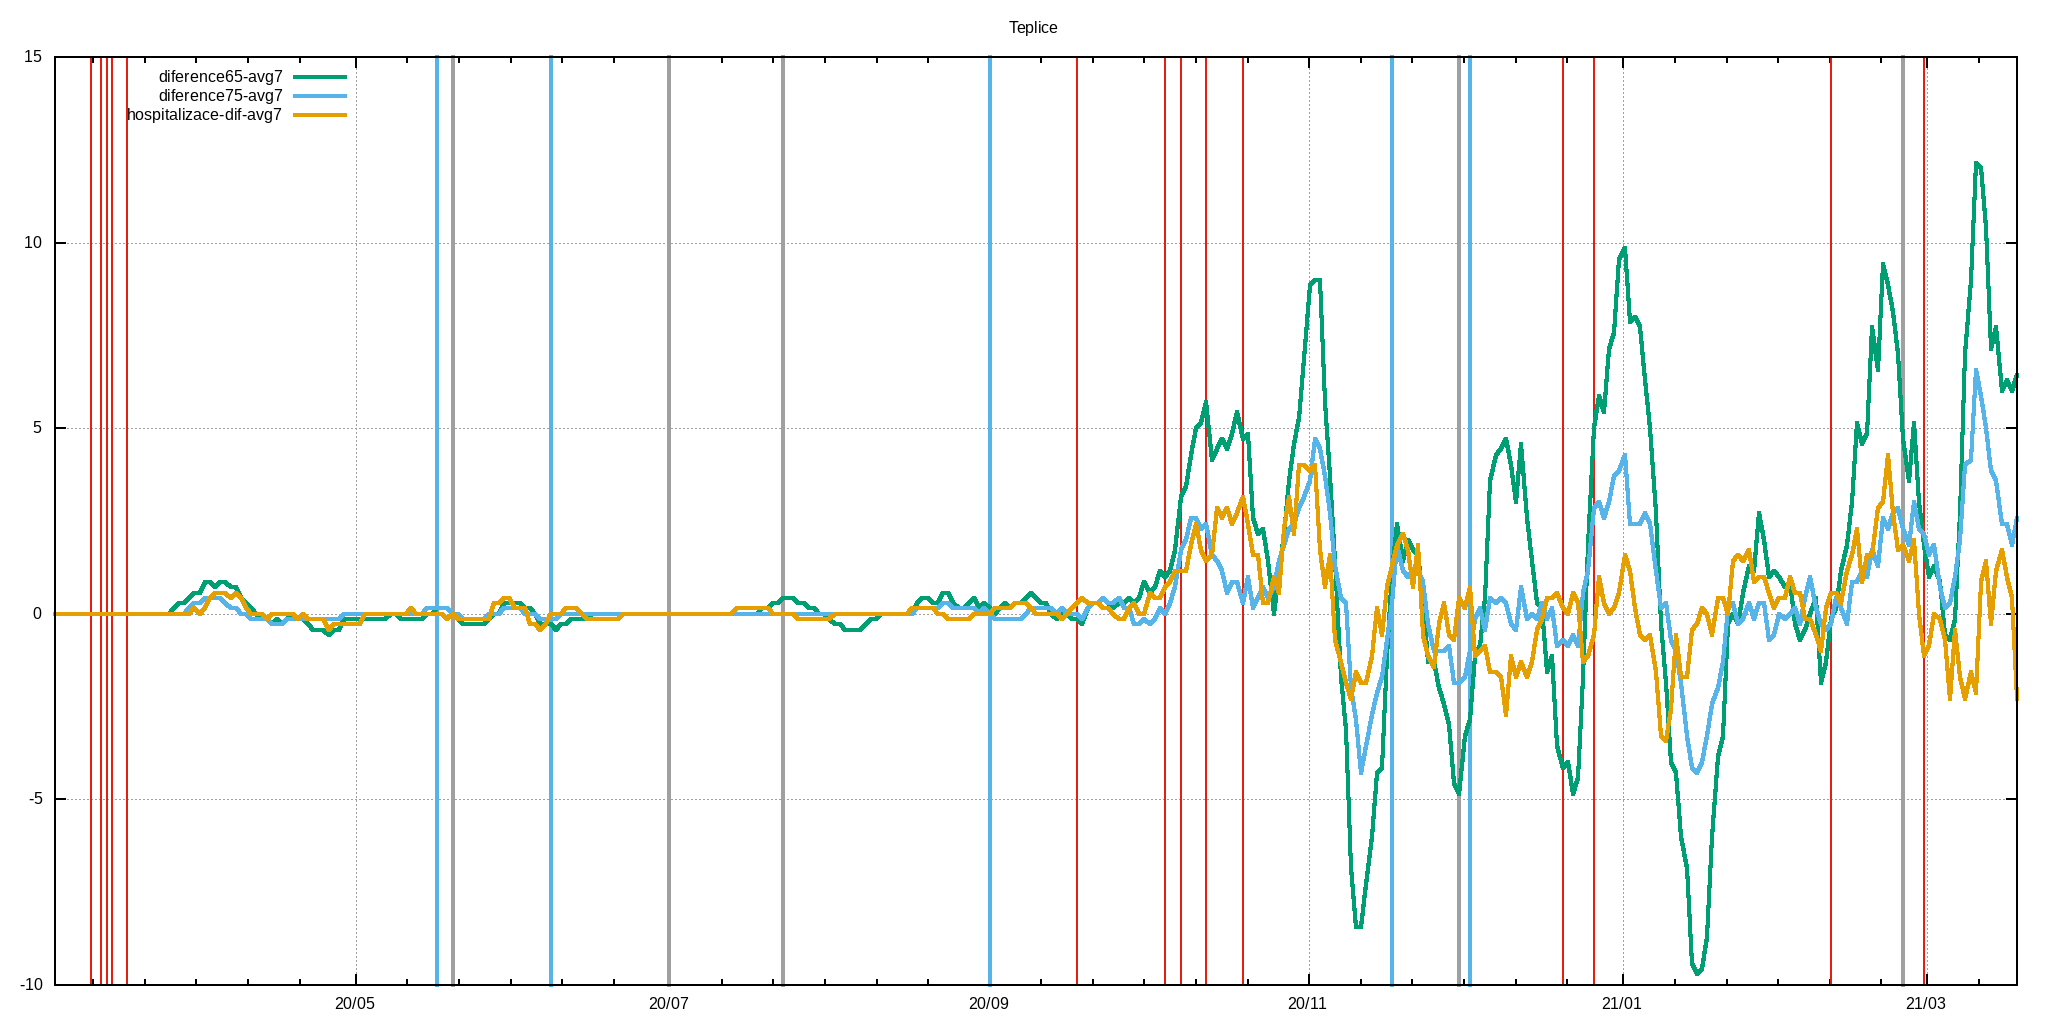 Teplice
15
diference65-avg7
diference75-avg7
hospitalizace-dif-avg7
10
5
0
-5
-10
20/05 20/07 20/09 20/11 21/01 21/03